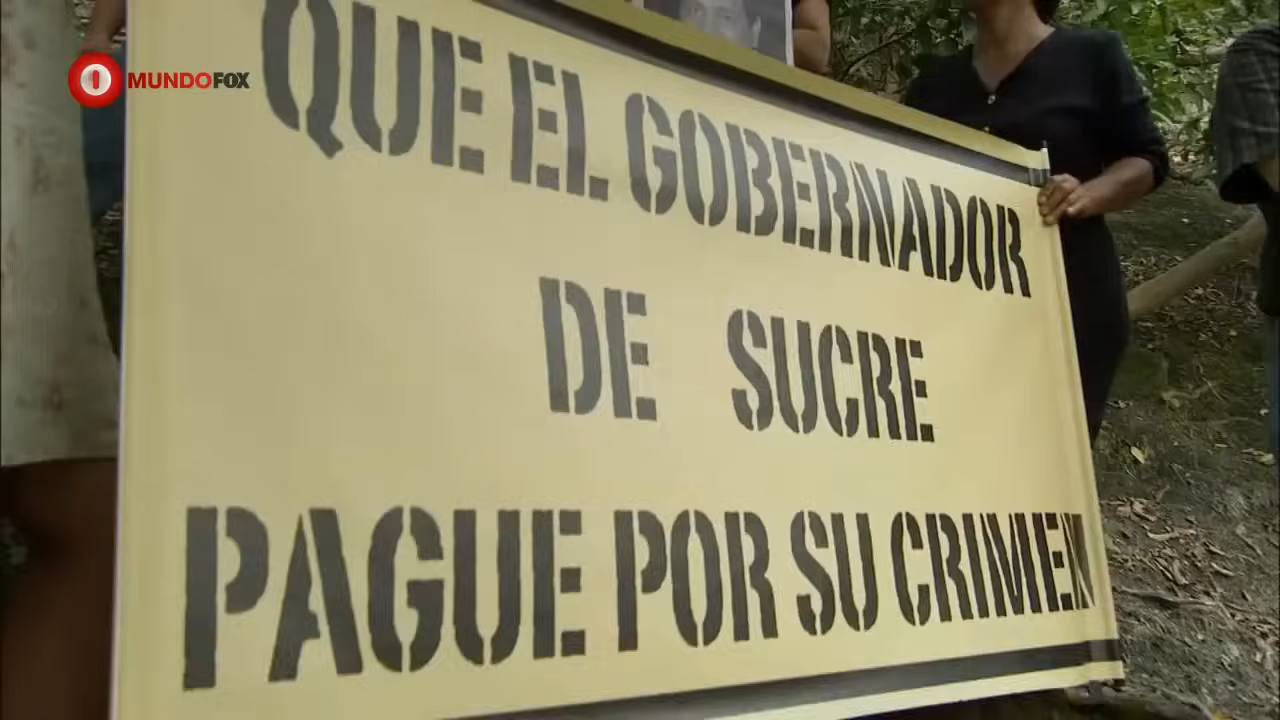 MUNDOFOX
QUE EL GOBERNADOR
DE SUCRE
PAGUE POR SU CRIMEN